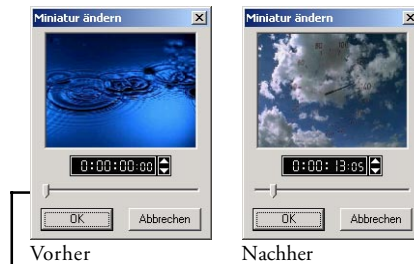 Miniatur ändern
0:00:00:00
OK Abbrechen
Vorher
Miniatur ändern
0:00:13:05
OK Abbrechen
Nachher